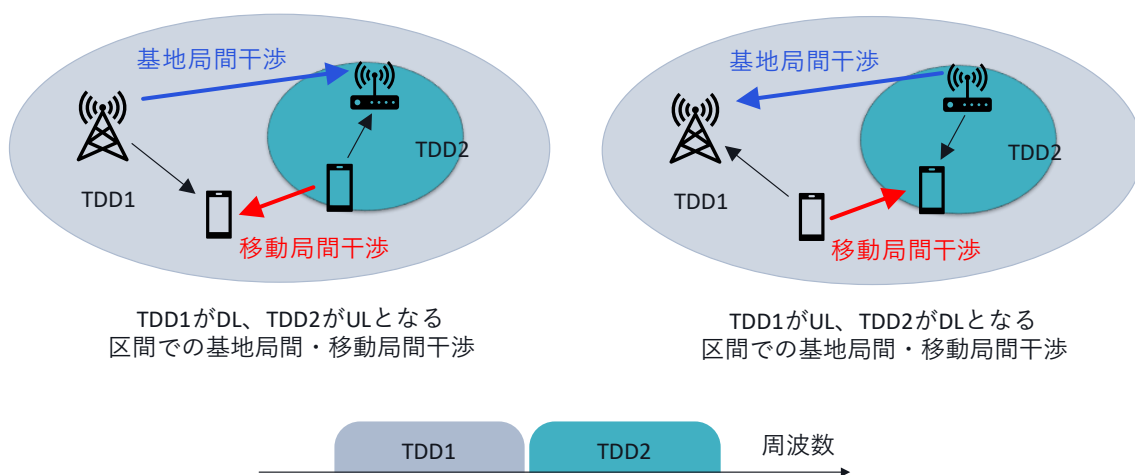 基地局間干渉
TDD2
TDD1
移動局間干渉
TDD1がDL、TDD2がULとなる
区間での基地局間・移動局間干渉
基地局間干渉
TDD2
TDD1
移動局間干渉
TDD1がUL、TDD2がDLとなる
区間での基地局間・移動局間干渉
TDD1
TDD2
周波数